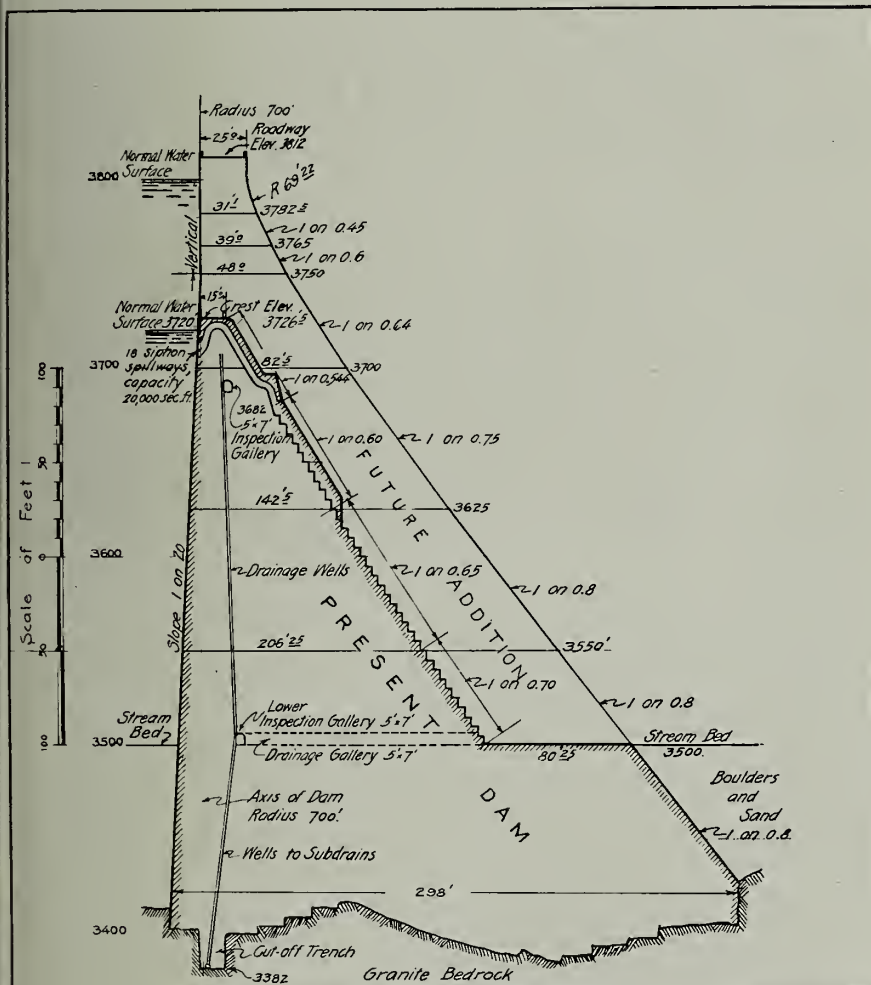 Radius 700'
25'0
Roadway
Elev. 3812
Normal Water
Surface
3800
R 69'22
31'1
3782'5
1 on 0.45
39'0
3765
1 on 0.6
Vertical
48'0
3750
15'
Normal Water
Surface 3720
Crest Elev.
3726'5
1 on 0.64
18 siphon
spillways,
capacity
20,000 sec.ft.
3700
82'5
3700
1 on 0.544
100
3682
5'x7'
Inspection
Gallery
1 on 0.60
1 on 0.75
50
FUTURE
ADDITION
142'5
3625
Scale of Feet
0
3600
Slope 1 on 20
Drainage Wells
1 on 0.65
1 on 0.8
PRESENT
DAM
50
206'25
3550'
1 on 0.70
1 on 0.8
Lower
Inspection Gallery 5'x7'
Stream
Bed
100
3500
Drainage Gallery 5'x7'
80'25
Stream Bed
3500.
Boulders
and
Sand
Axis of Dam
Radius 700'
1 on 0.8
Wells to Subdrains
298'
3400
Cut-off Trench
3382
Granite Bedrock